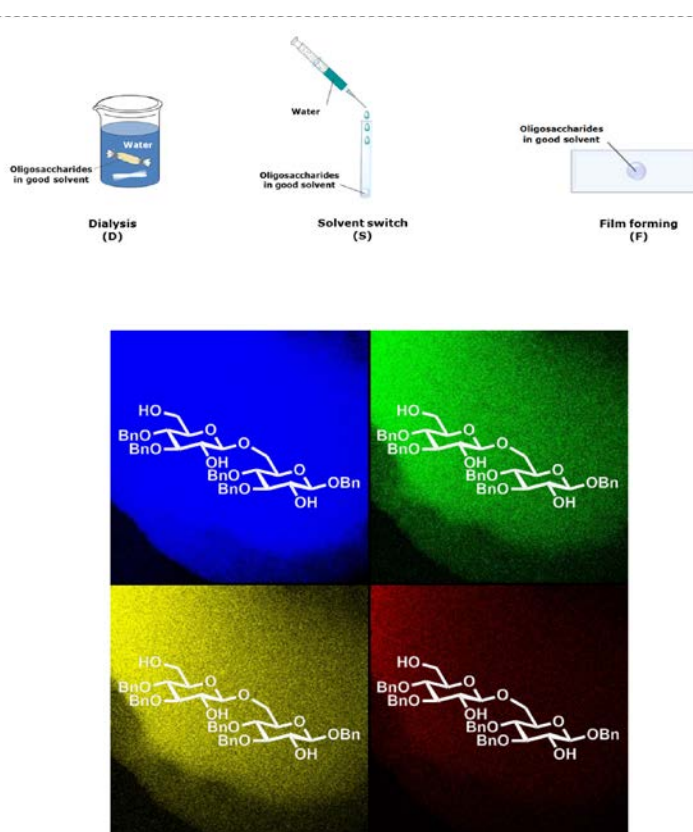 Water
Oligosaccharides
in good solvent
Dialysis
(D)
Water
Oligosaccharides
in good solvent
Solvent switch
(S)
Oligosaccharides
in good solvent
Film forming
(F)
HO
O
BnO
BnO
O
OH
BnO
O
BnO
OBn
OH
HO
O
BnO
BnO
O
OH
BnO
O
BnO
OBn
OH
HO
O
BnO
BnO
O
OH
BnO
O
BnO
OBn
OH
HO
O
BnO
BnO
O
OH
BnO
O
BnO
OBn
OH